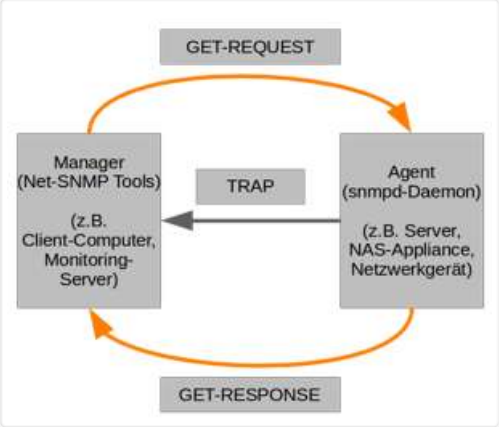 GET-REQUEST
Manager
(Net-SNMP Tools)
(z.B.
Client-Computer,
Monitoring-
Server)
TRAP
Agent
(snmpd-Daemon)
(z.B. Server,
NAS-Appliance,
Netzwerkgerät)
GET-RESPONSE